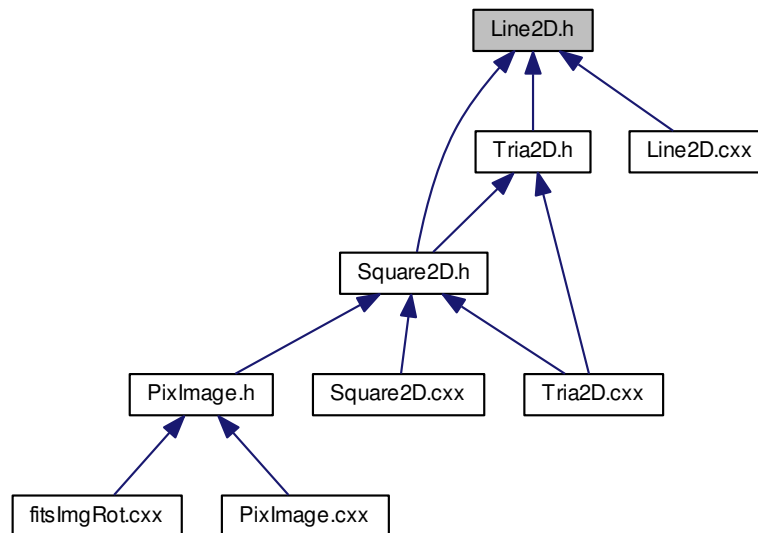 Line2D.h
Tria2D.h
Line2D.cxx
Square2D.h
PixImage.h
Square2D.cxx
Tria2D.cxx
fitsImgRot.cxx
PixImage.cxx